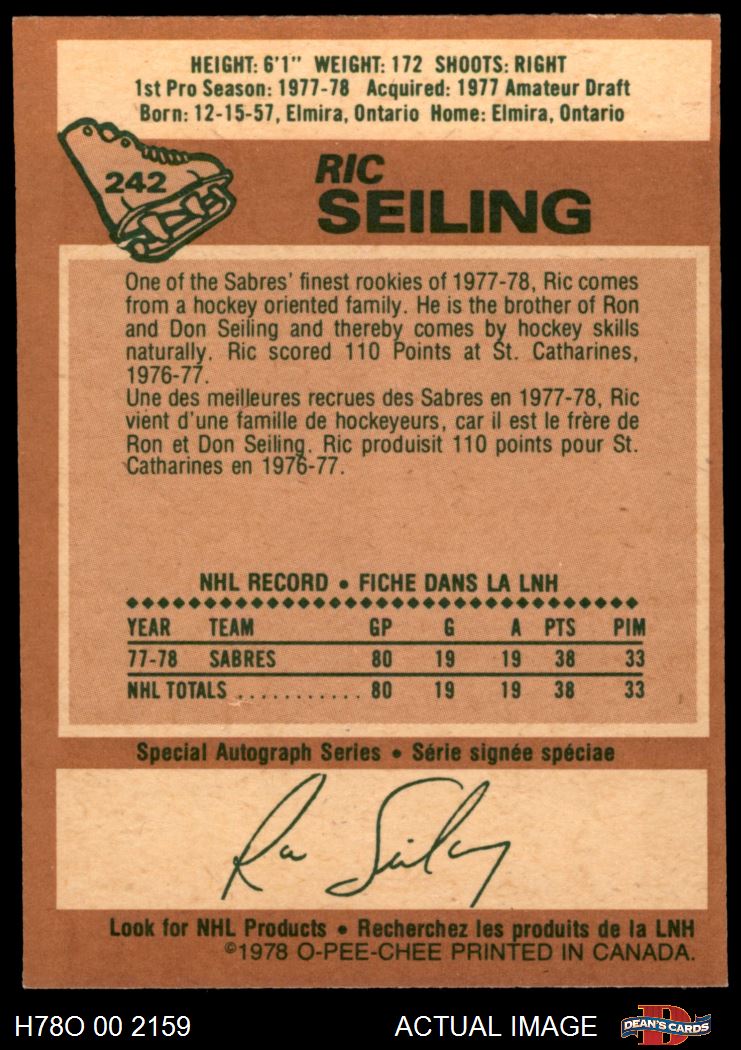 HEIGHT: 6'1" WEIGHT: 172 SHOOTS: RIGHT
1st Pro Season: 1977-78 Acquired: 1977 Amateur Draft
Born: 12-15-57, Elmira, Ontario Home: Elmira, Ontario
242
RIC
SEILING
One of the Sabres' finest rookies of 1977-78, Ric comes
from a hockey oriented family. He is the brother of Ron
and Don Seiling and thereby comes by hockey skills
naturally. Ric scored 110 Points at St. Catharines,
1976-77.
Une des meilleures recrues des Sabres en 1977-78, Ric
vient d'une famille de hockeyeurs, car il est le frère de
Ron et Don Seiling. Ric produisit 110 points pour St.
Catharines en 1976-77.
NHL RECORD • FICHE DANS LA LNH
YEAR TEAM GP G A PTS PIM
77-78 SABRES 80 19 19 38 33
NHL TOTALS ............ 80 19 19 38 33
Special Autograph Series • Série signée spéciae
Ric Seiling
Look for NHL Products • Recherchez les produits de la LNH
©1978 O-PEE-CHEE PRINTED IN CANADA.
H78O 00 2159 ACTUAL IMAGE DEAN'S CARDS